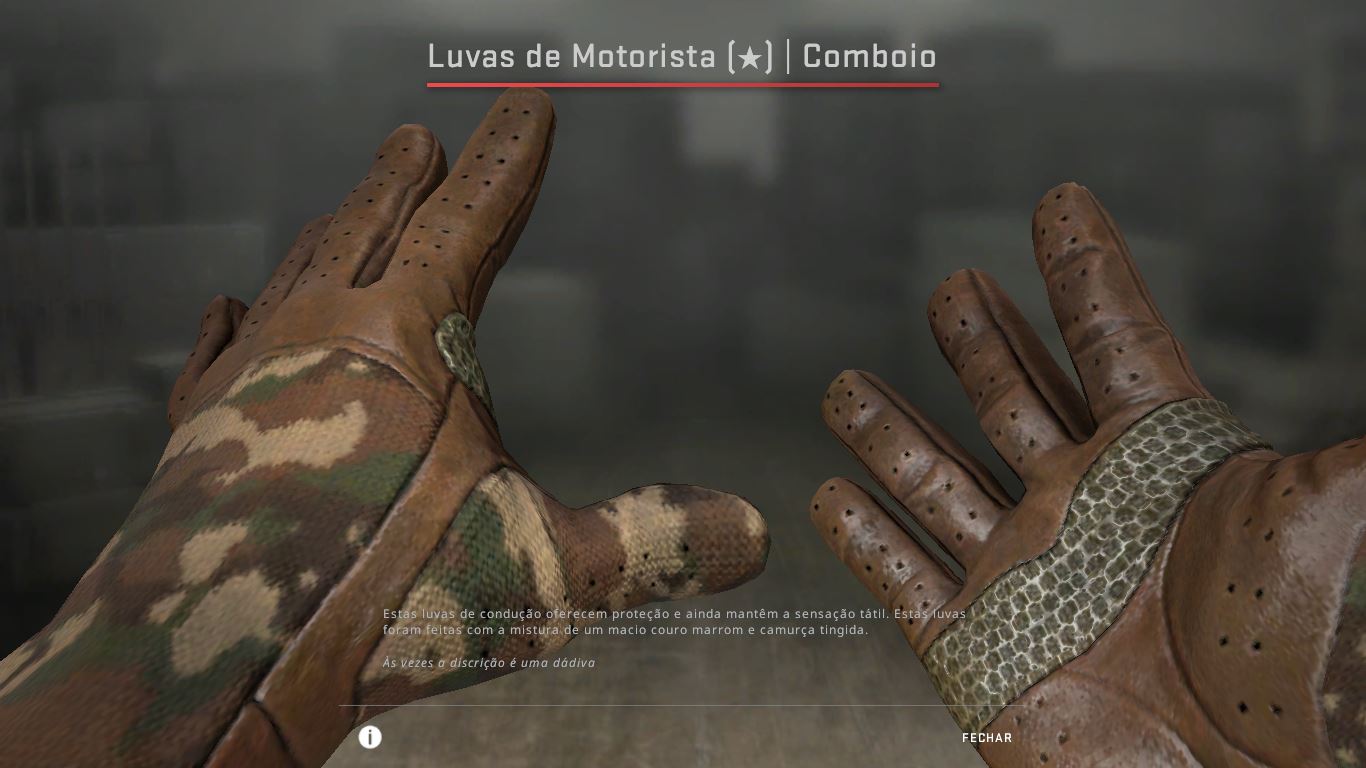 Luvas de Motorista (★) | Comboio
Estas luvas de condução oferecem proteção e ainda mantêm a sensação tátil. Estas luvas
foram feitas com a mistura de um macio couro marrom e camurça tingida.
Às vezes a discrição é uma dádiva
FECHAR